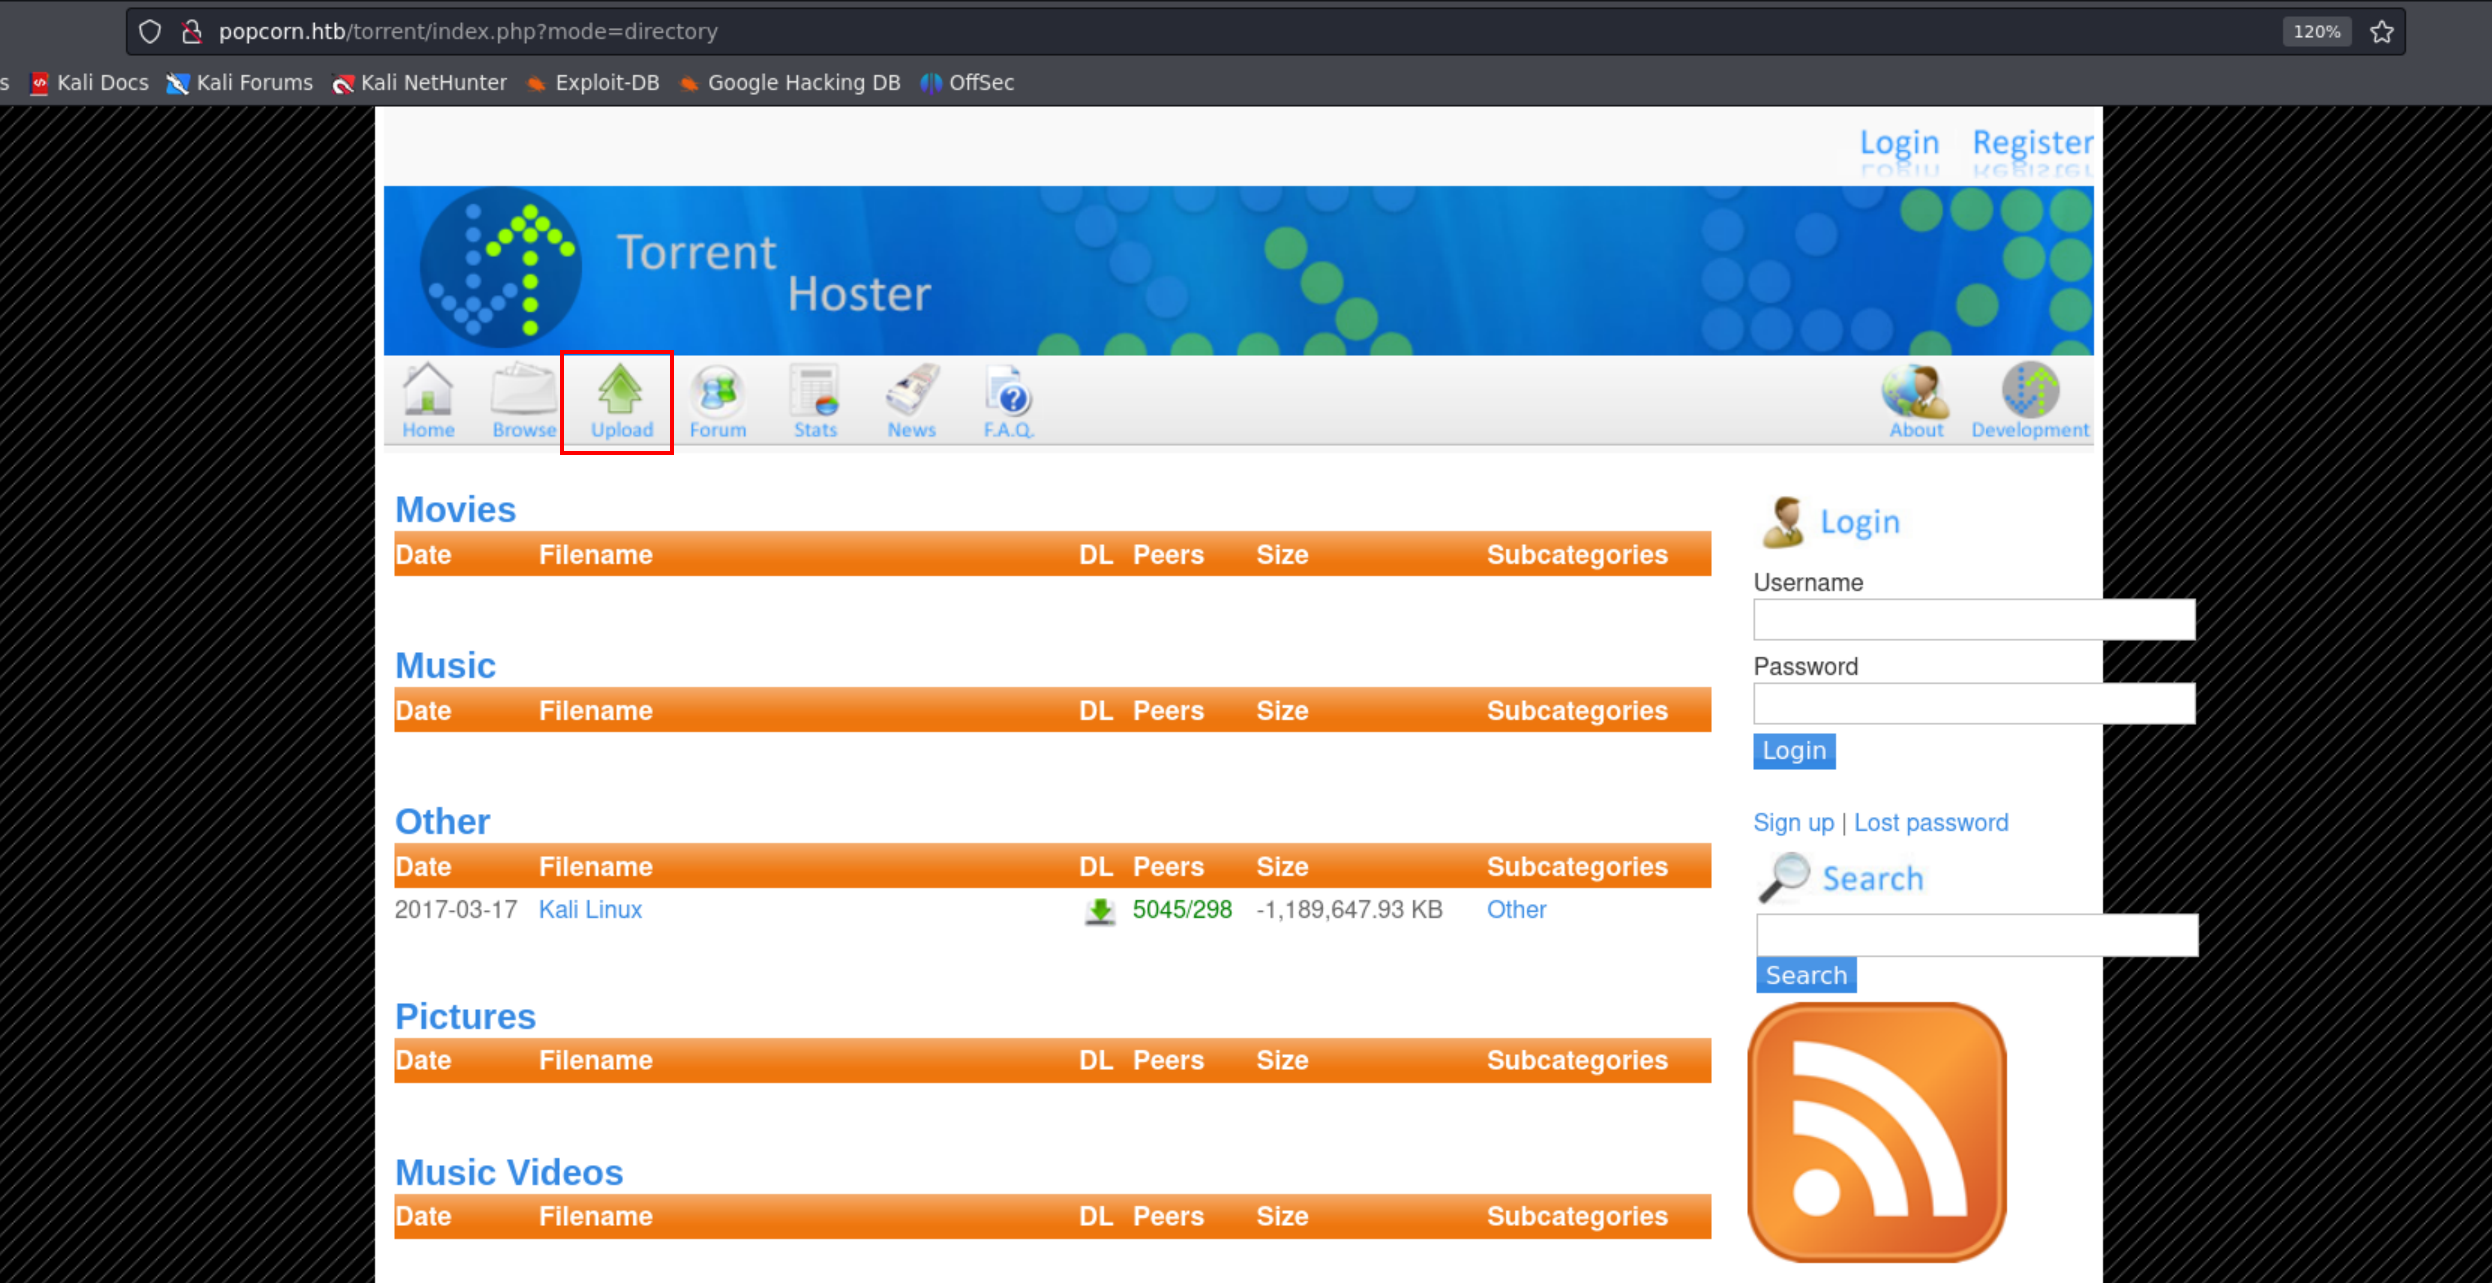 popcorn.htb/torrent/index.php?mode=directory 120%
s Kali Docs Kali Forums Kali NetHunter Exploit-DB Google Hacking DB OffSec
Login Register
Torrent
Hoster
Home Browse Upload Forum Stats News F.A.Q. About Development
Movies
Date Filename DL Peers Size Subcategories
Music
Date Filename DL Peers Size Subcategories
Other
Date Filename DL Peers Size Subcategories
2017-03-17 Kali Linux 5045/298 -1,189,647.93 KB Other
Pictures
Date Filename DL Peers Size Subcategories
Music Videos
Date Filename DL Peers Size Subcategories
Login
Username
Password
Login
Sign up | Lost password
Search
Search